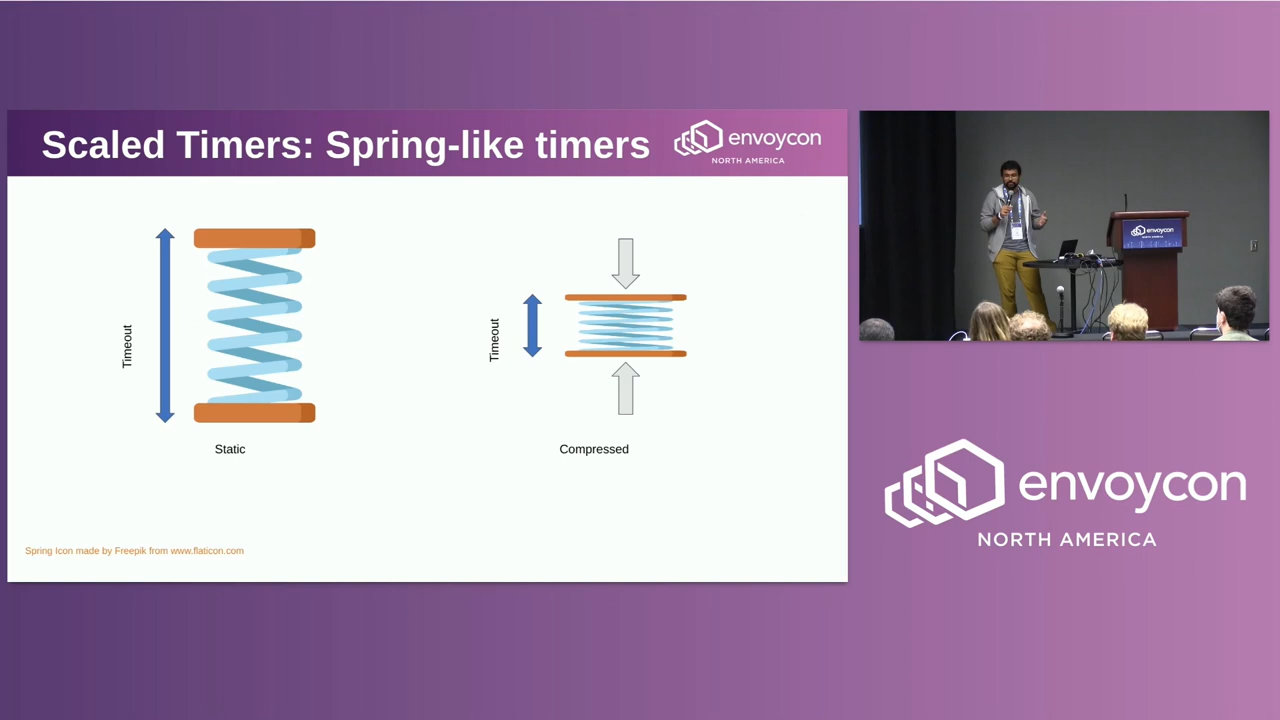 Scaled Timers: Spring-like timers
envoycon
NORTH AMERICA
Timeout
Timeout
Static
Compressed
Spring Icon made by Freepik from www.flaticon.com
envoycon
envoycon
NORTH AMERICA